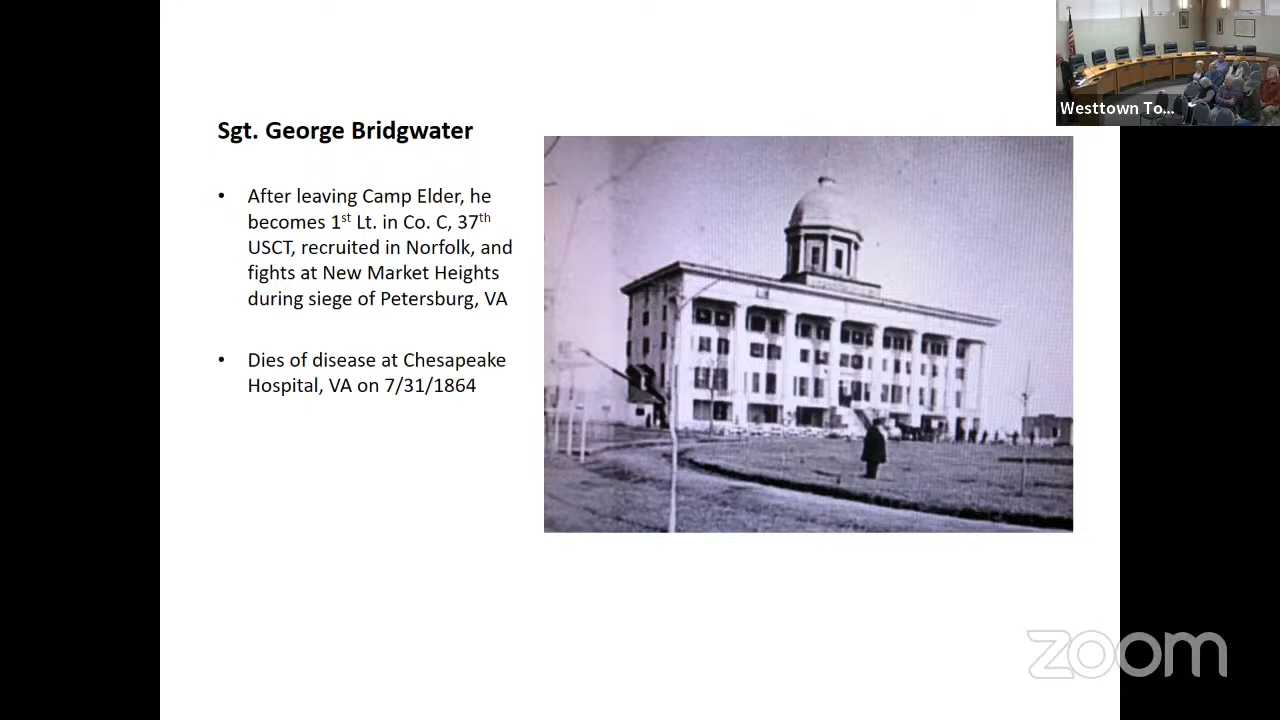 Westtown To...
Sgt. George Bridgwater
• After leaving Camp Elder, he
becomes 1st Lt. in Co. C, 37th
USCT, recruited in Norfolk, and
fights at New Market Heights
during siege of Petersburg, VA
• Dies of disease at Chesapeake
Hospital, VA on 7/31/1864
zoom